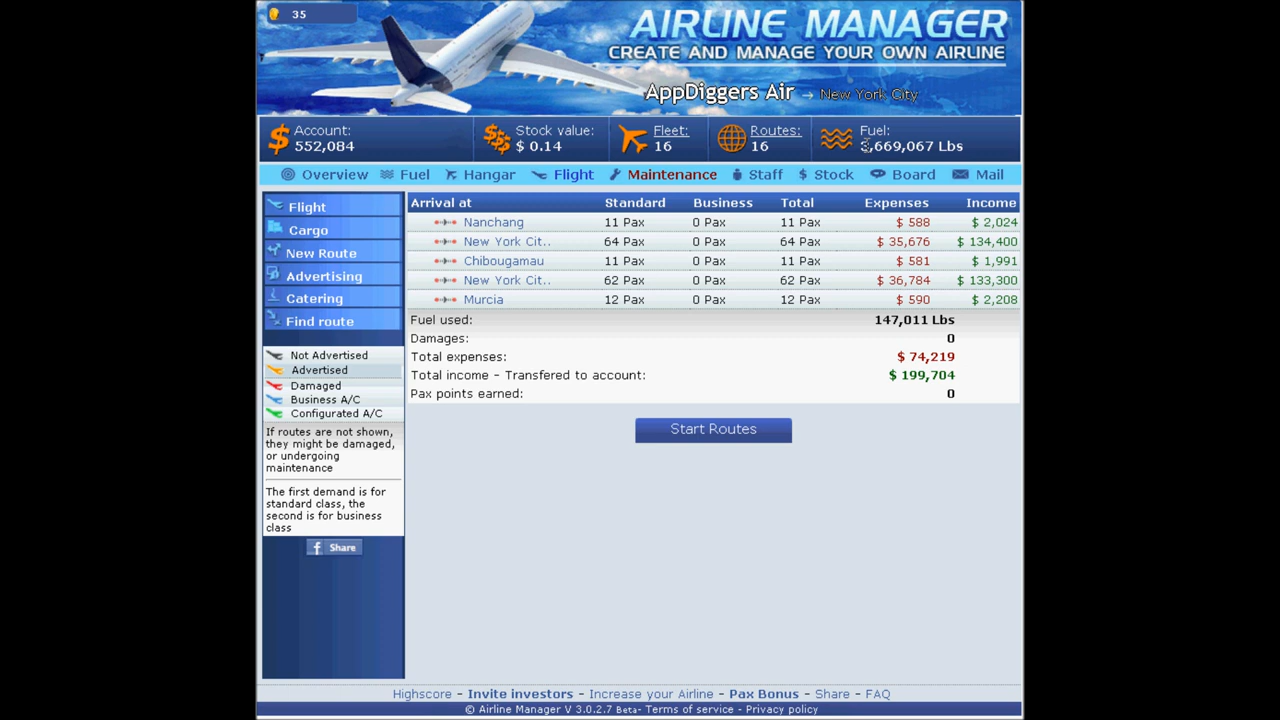 35
AIRLINE MANAGER
CREATE AND MANAGE YOUR OWN AIRLINE
AppDiggers Air → New York City
Account: Stock value: Fleet: Routes: Fuel:
552,084 $ 0.14 16 16 ,669,067 Lbs
Overview Fuel Hangar Flight Maintenance Staff $ Stock Board Mail
Flight
Cargo
New Route
Advertising
Catering
Find route
Not Advertised
Advertised
Damaged
Business A/C
Configurated A/C
If routes are not shown,
they might be damaged,
or undergoing
maintenance
The first demand is for
standard class, the
second is for business
class
f Share
Arrival at Standard Business Total Expenses Income
Nanchang 11 Pax 0 Pax 11 Pax $ 588 $ 2,024
New York Cit.. 64 Pax 0 Pax 64 Pax $ 35,676 $ 134,400
Chibougamau 11 Pax 0 Pax 11 Pax $ 581 $ 1,991
New York Cit.. 62 Pax 0 Pax 62 Pax $ 36,784 $ 133,300
Murcia 12 Pax 0 Pax 12 Pax $ 590 $ 2,208
Fuel used: 147,011 Lbs
Damages: 0
Total expenses: $ 74,219
Total income - Transfered to account: $ 199,704
Pax points earned: 0
Start Routes
Highscore - Invite investors - Increase your Airline - Pax Bonus - Share - FAQ
© Airline Manager V 3.0.2.7 Beta- Terms of service - Privacy policy